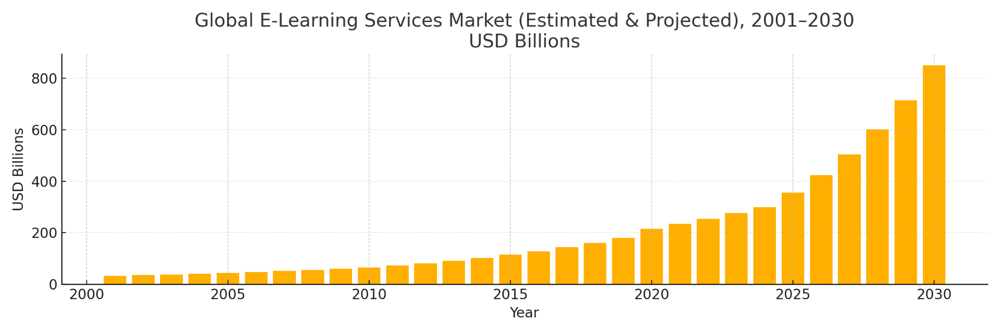 Global E-Learning Services Market (Estimated & Projected), 2001–2030
USD Billions
USD Billions
800
600
400
200
0
2000 2005 2010 2015 2020 2025 2030
Year